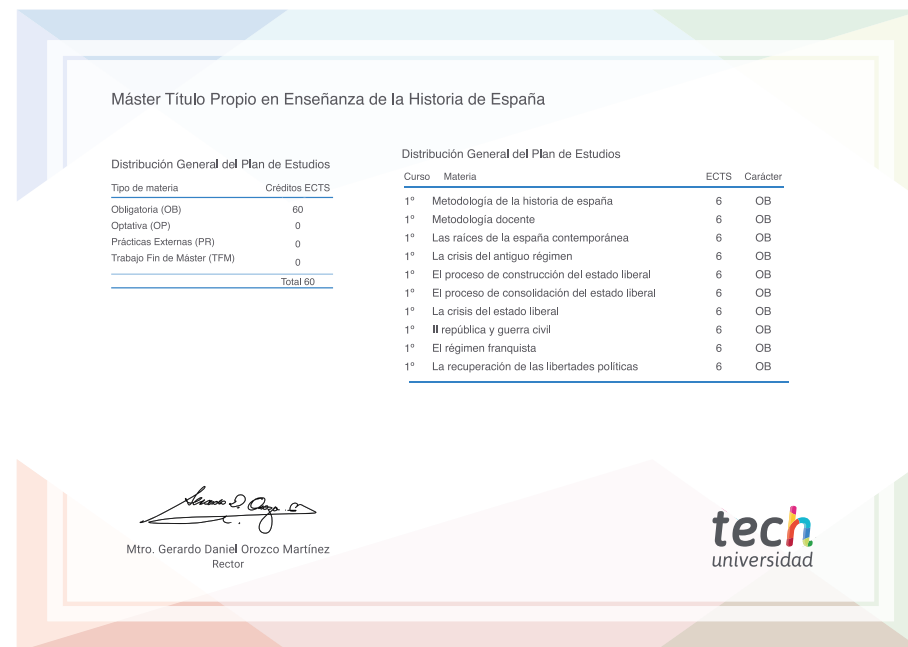 Máster Título Propio en Enseñanza de la Historia de España
Distribución General del Plan de Estudios
Tipo de materia Créditos ECTS
Obligatoria (OB) 60
Optativa (OP) 0
Prácticas Externas (PR) 0
Trabajo Fin de Máster (TFM) 0
Total 60
Distribución General del Plan de Estudios
Curso Materia ECTS Carácter
1º Metodología de la historia de españa 6 OB
1º Metodología docente 6 OB
1º Las raíces de la españa contemporánea 6 OB
1º La crisis del antiguo régimen 6 OB
1º El proceso de construcción del estado liberal 6 OB
1º El proceso de consolidación del estado liberal 6 OB
1º La crisis del estado liberal 6 OB
1º II república y guerra civil 6 OB
1º El régimen franquista 6 OB
1º La recuperación de las libertades políticas 6 OB
Mtro. Gerardo Daniel Orozco Martínez
Rector
tech
universidad